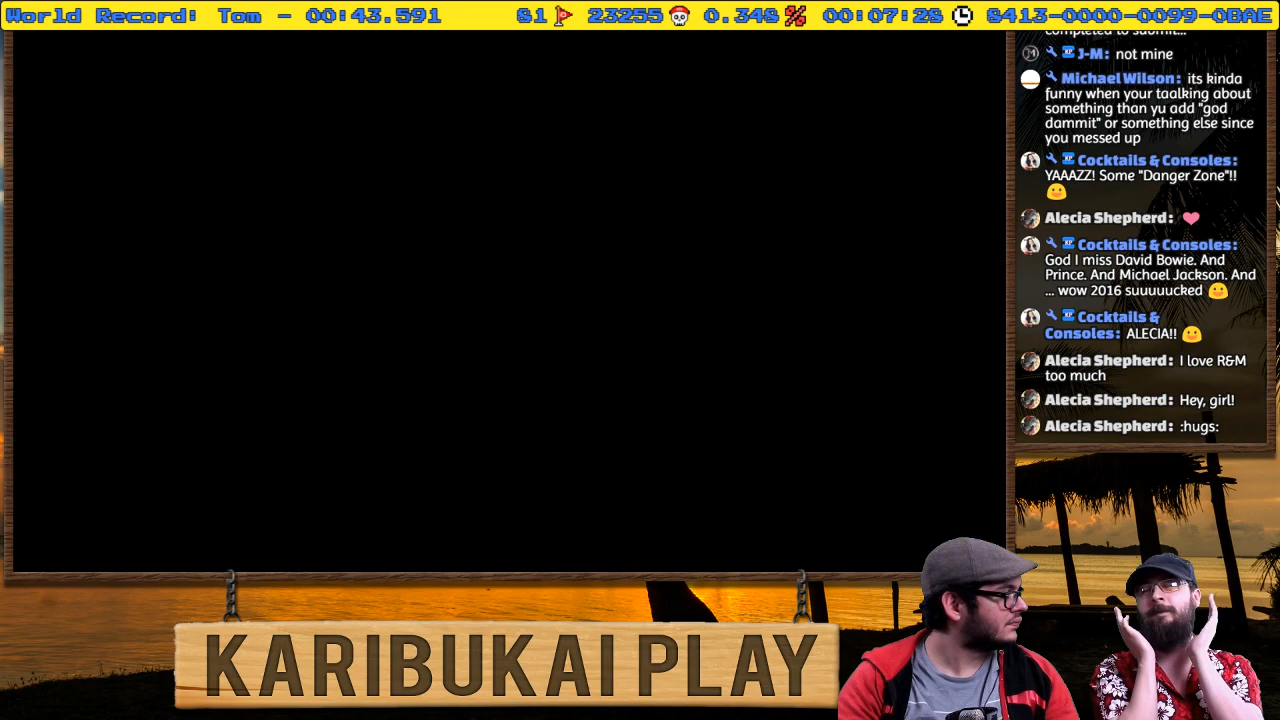 World Record: Tom - 00:43.591 81 23255 0.348% 00:07:28 8413-0000-0099-0BAE
completed to submit...
J-M: not mine
Michael Wilson: its kinda
funny when your taalking about
something than yu add "god
dammit" or something else since
you messed up
Cocktails & Consoles:
YAAAZZ! Some "Danger Zone"!!
Alecia Shepherd:
Cocktails & Consoles:
God I miss David Bowie. And
Prince. And Michael Jackson. And
... wow 2016 suuuuucked
Cocktails &
Consoles: ALECIA!!
Alecia Shepherd: I love R&M
too much
Alecia Shepherd: Hey, girl!
Alecia Shepherd: :hugs:
KARIBUKAI PLAY